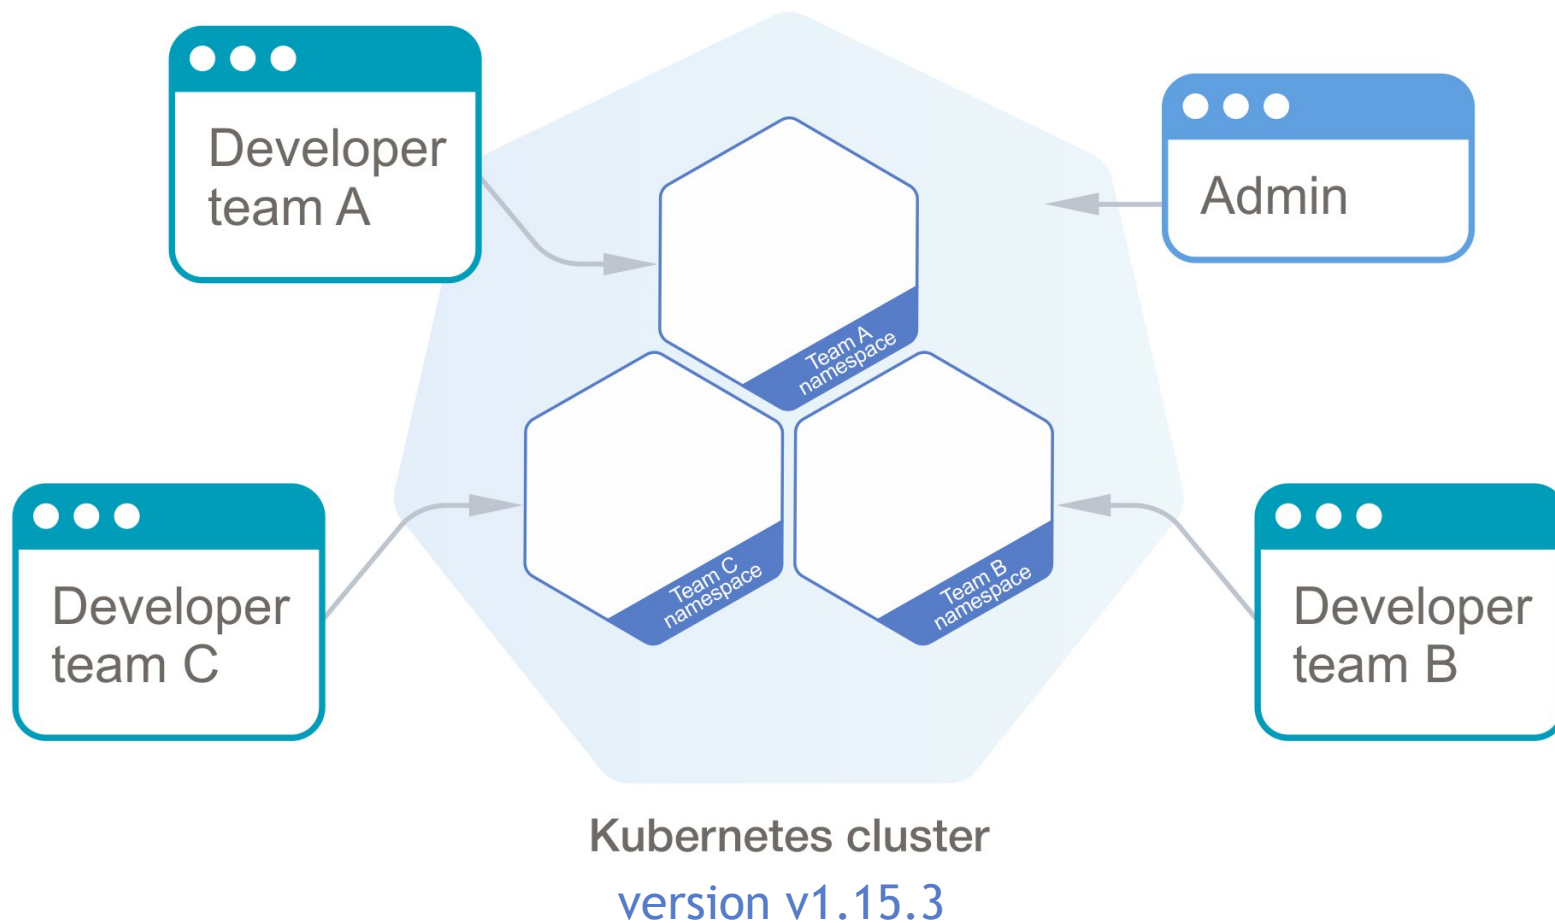 Developer
team A
Admin
Team A
namespace
Team C
namespace
Team B
namespace
Developer
team C
Developer
team B
Kubernetes cluster
version v1.15.3